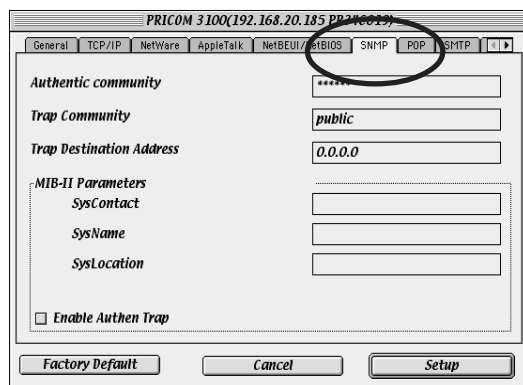 PRICOM 3100(192.168.20.185
General TCP/IP NetWare AppleTalk NetBEUI/NetBIOS SNMP POP SMTP
Authentic community ******
Trap Community public
Trap Destination Address 0.0.0.0
MIB-II Parameters
SysContact
SysName
SysLocation
Enable Authen Trap
Factory Default Cancel Setup